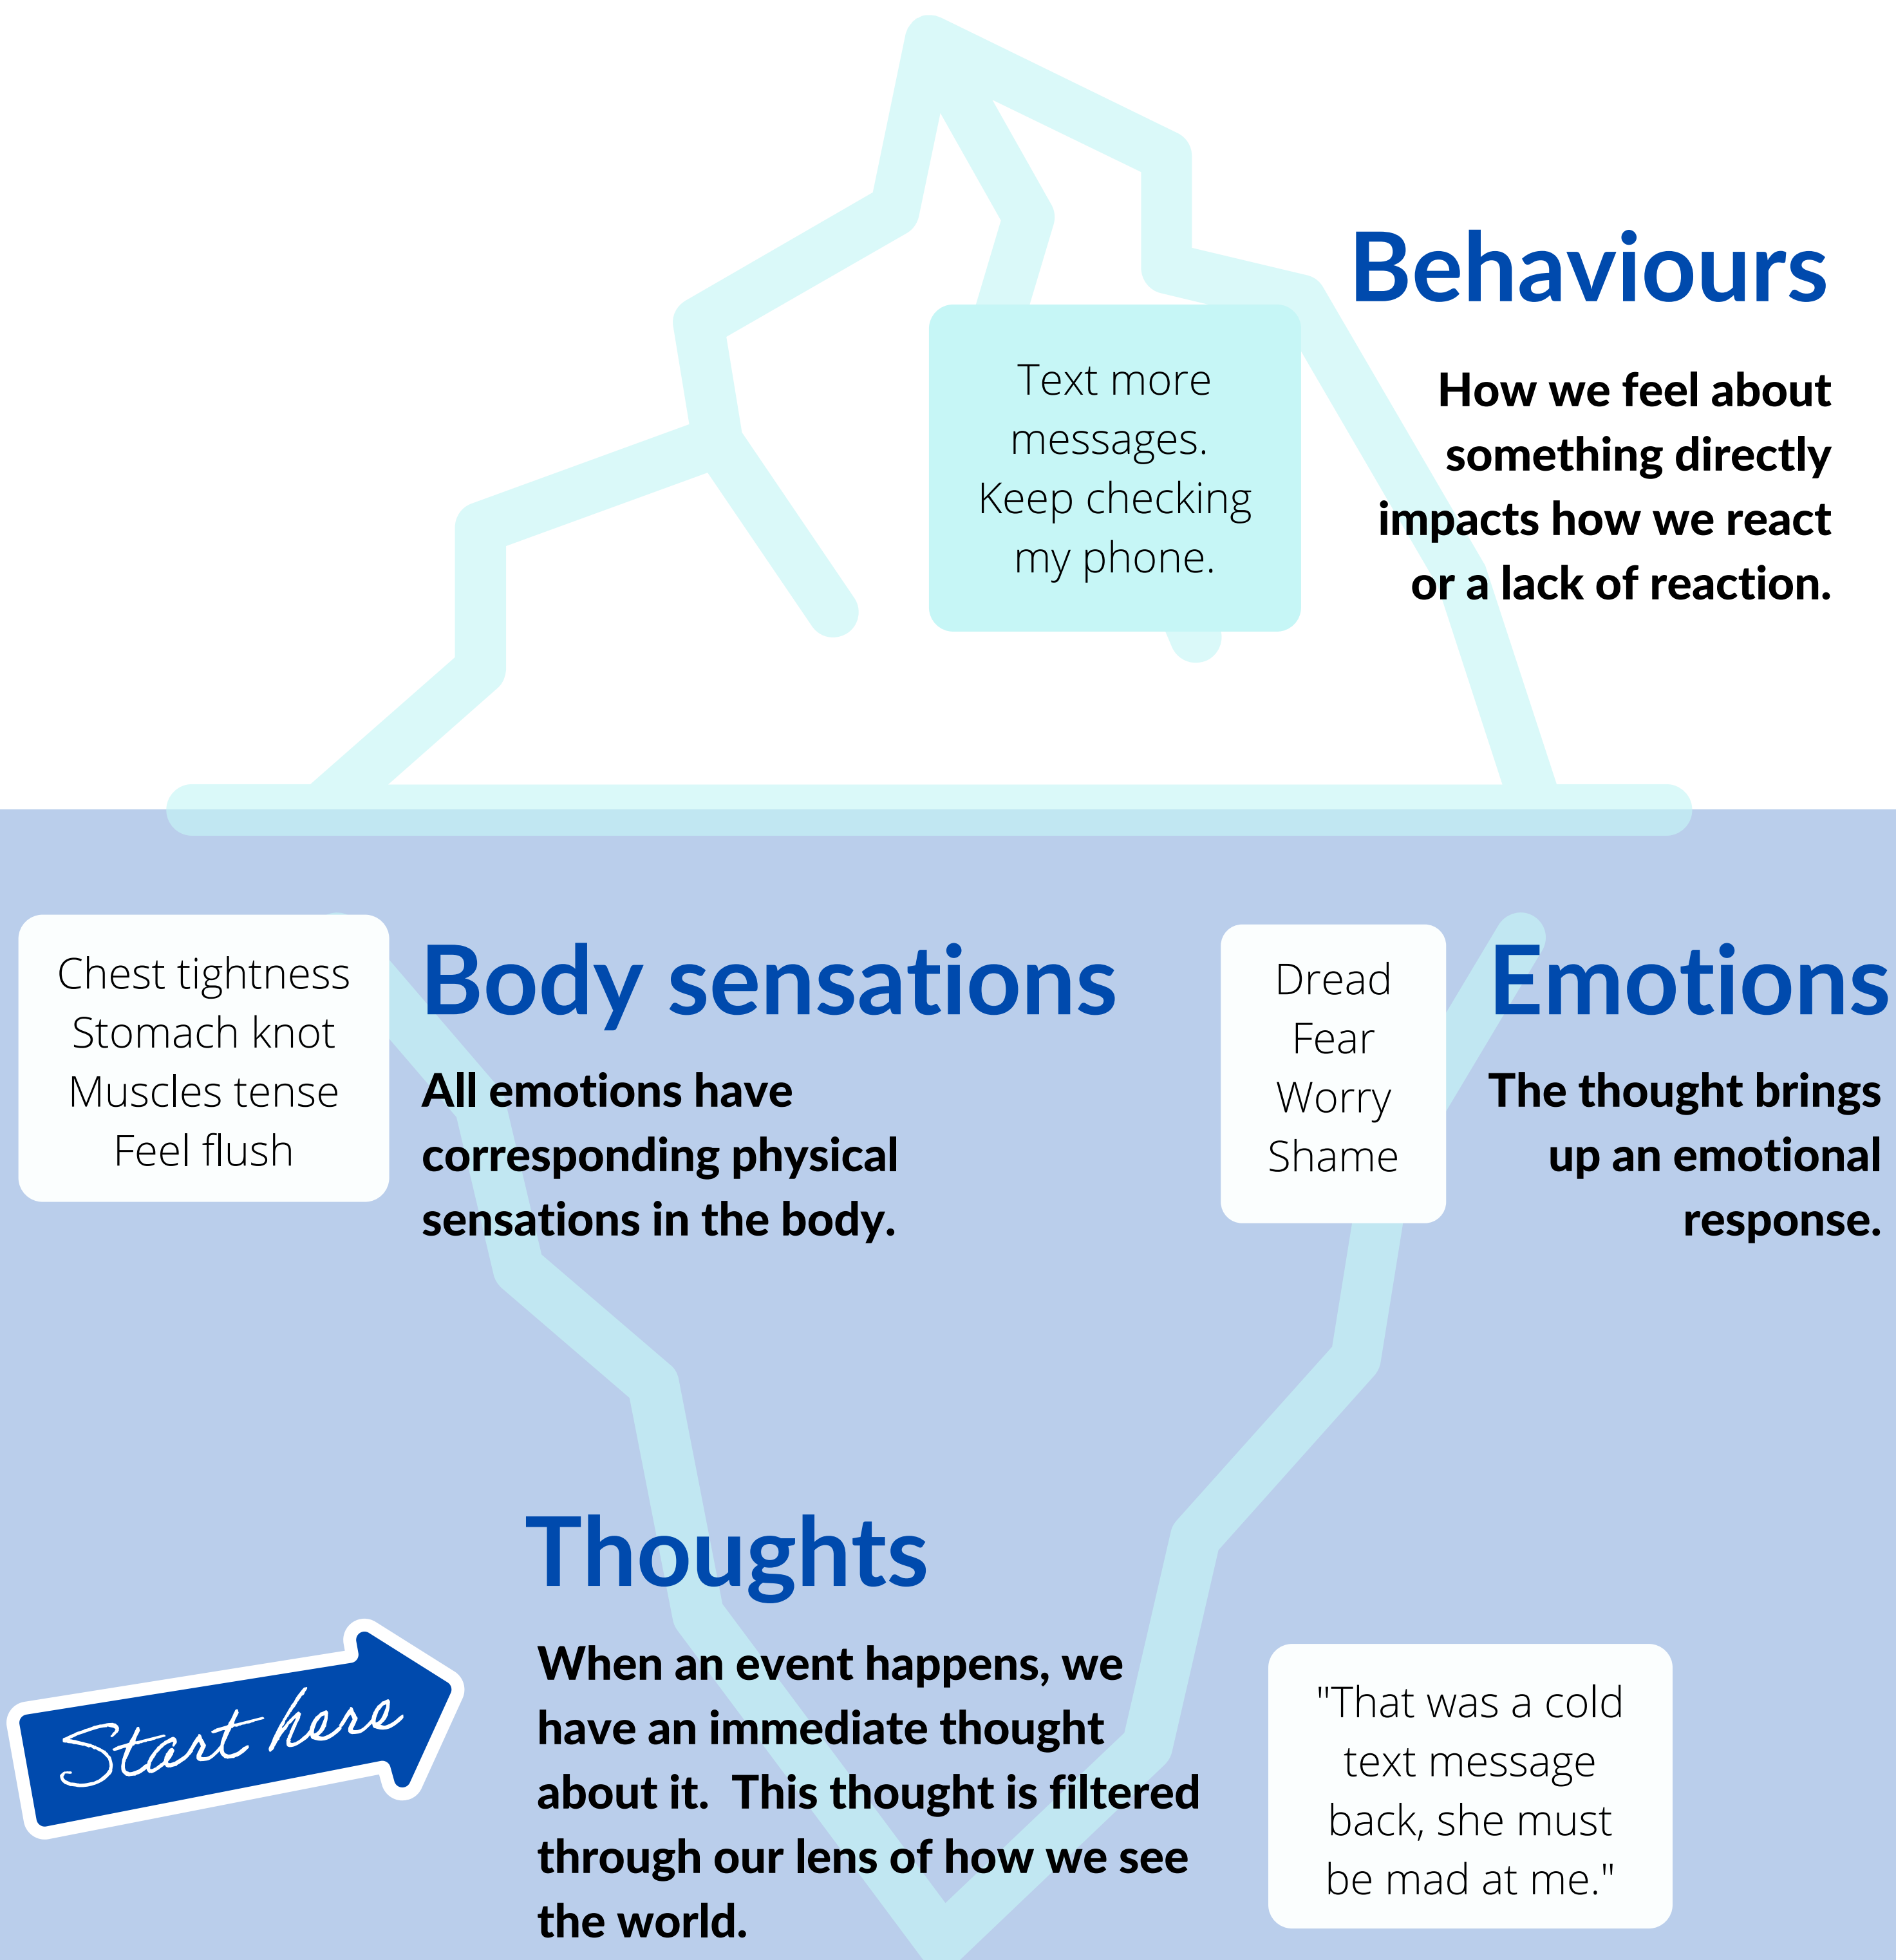 Behaviours
How we feel about
something directly
impacts how we react
or a lack of reaction.
Text more
messages.
Keep checking
my phone.
Chest tightness
Stomach knot
Muscles tense
Feel flush
Body sensations
All emotions have
corresponding physical
sensations in the body.
Dread
Fear
Worry
Shame
Emotions
The thought brings
up an emotional
response.
Start here
Thoughts
When an event happens, we
have an immediate thought
about it.  This thought is filtered
through our lens of how we see
the world.
"That was a cold
text message
back, she must
be mad at me."